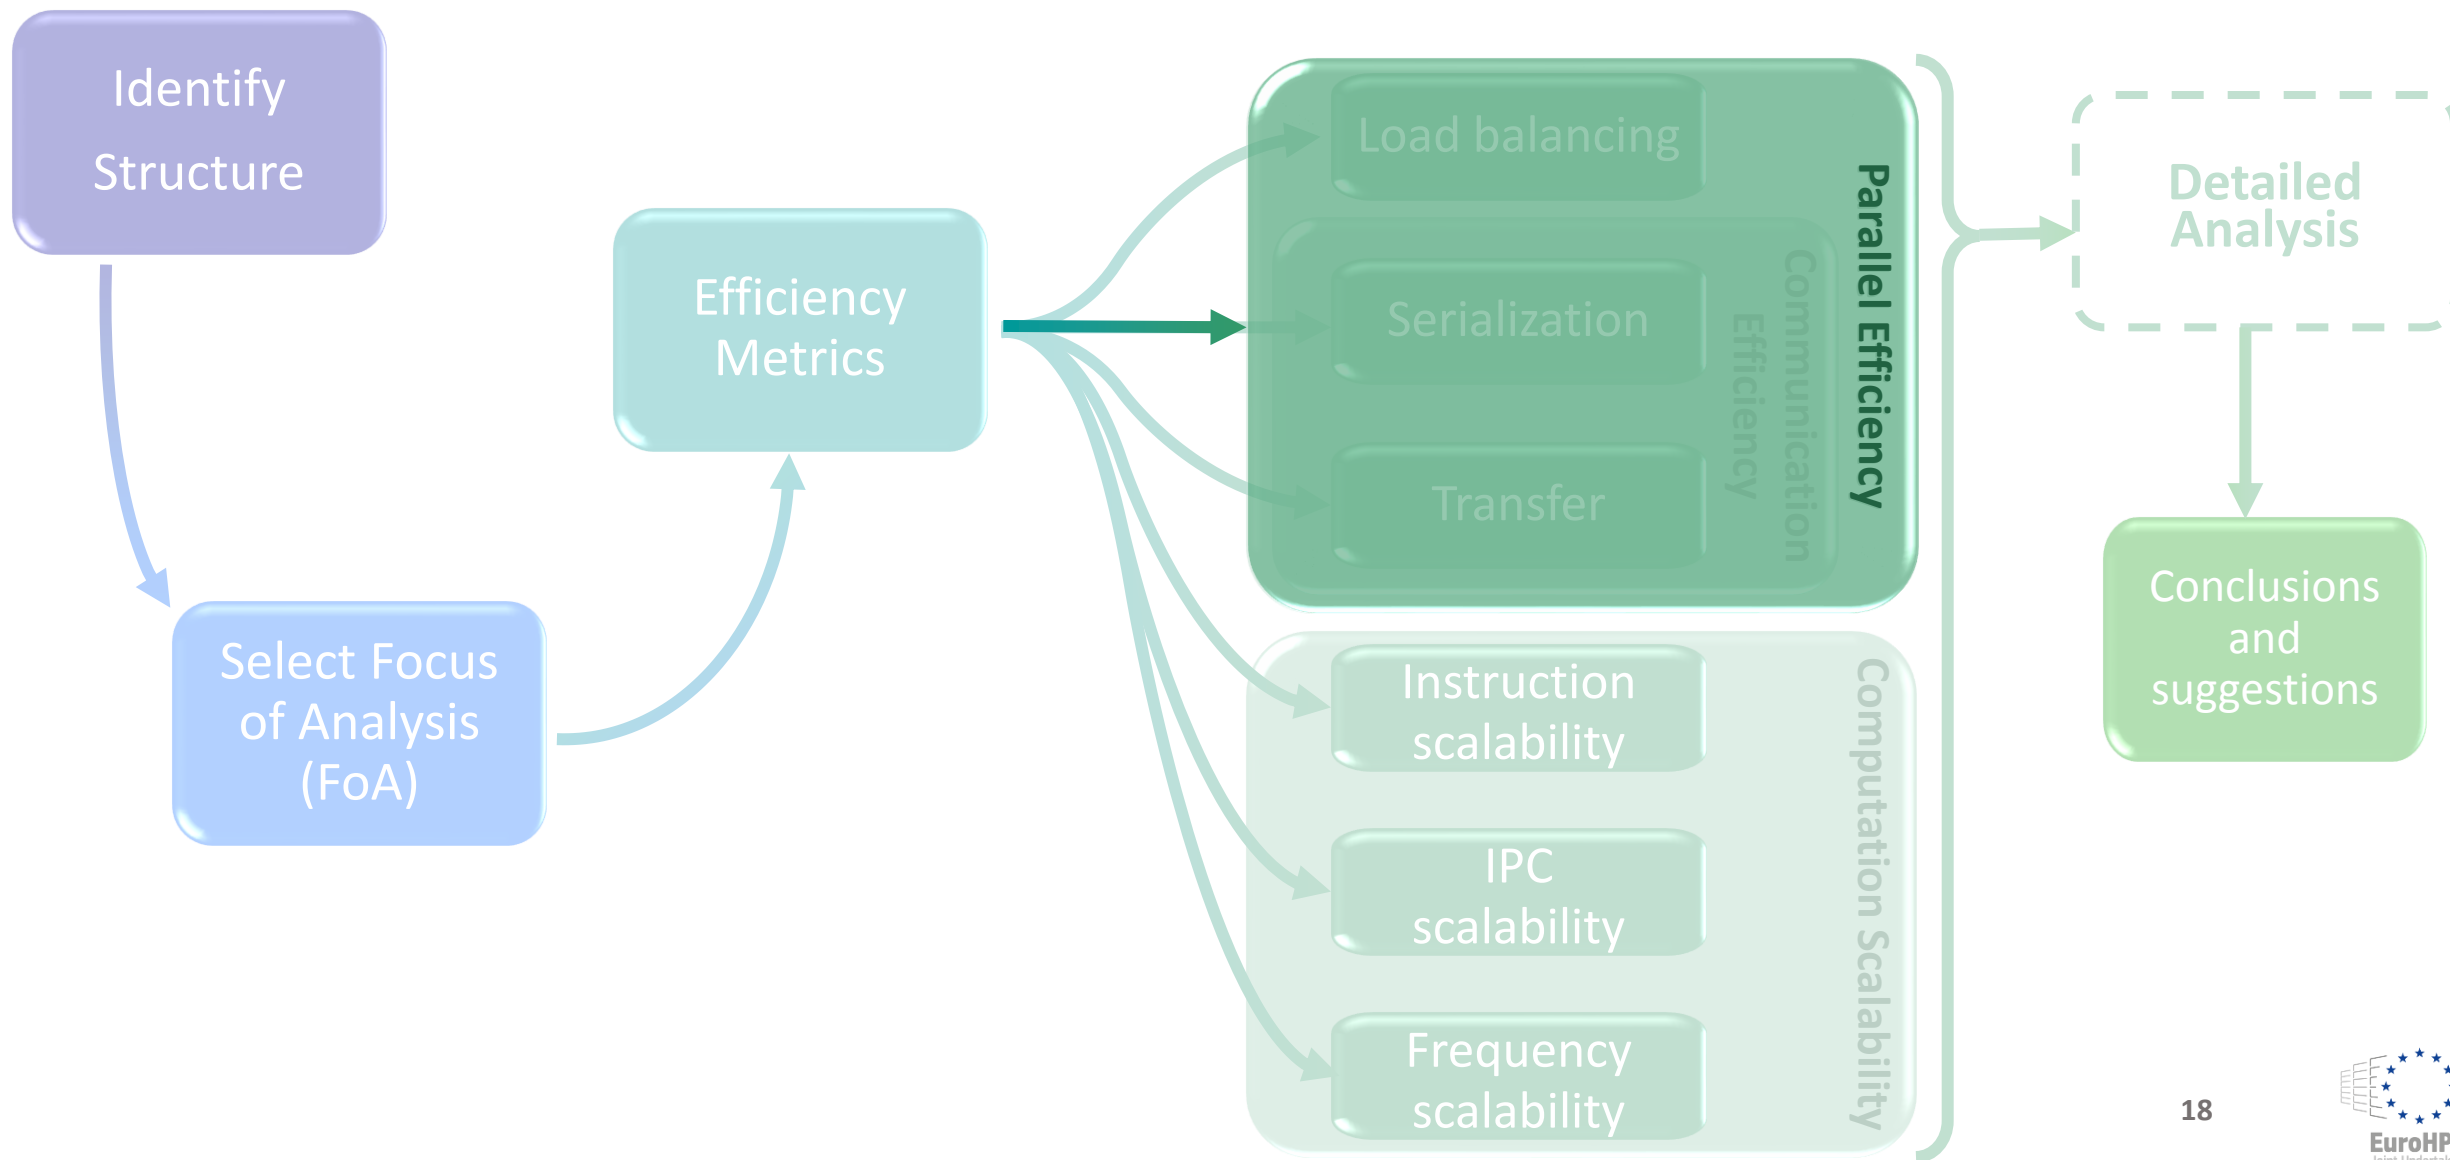 Identify
Structure
Select Focus
of Analysis
(FoA)
Efficiency
Metrics
Load balancing
Serialization
Transfer
Communication
Efficiency
Parallel Efficiency
Instruction
scalability
IPC
scalability
Frequency
scalability
Computation Scalability
Detailed
Analysis
Conclusions
and
suggestions
18
EuroHP